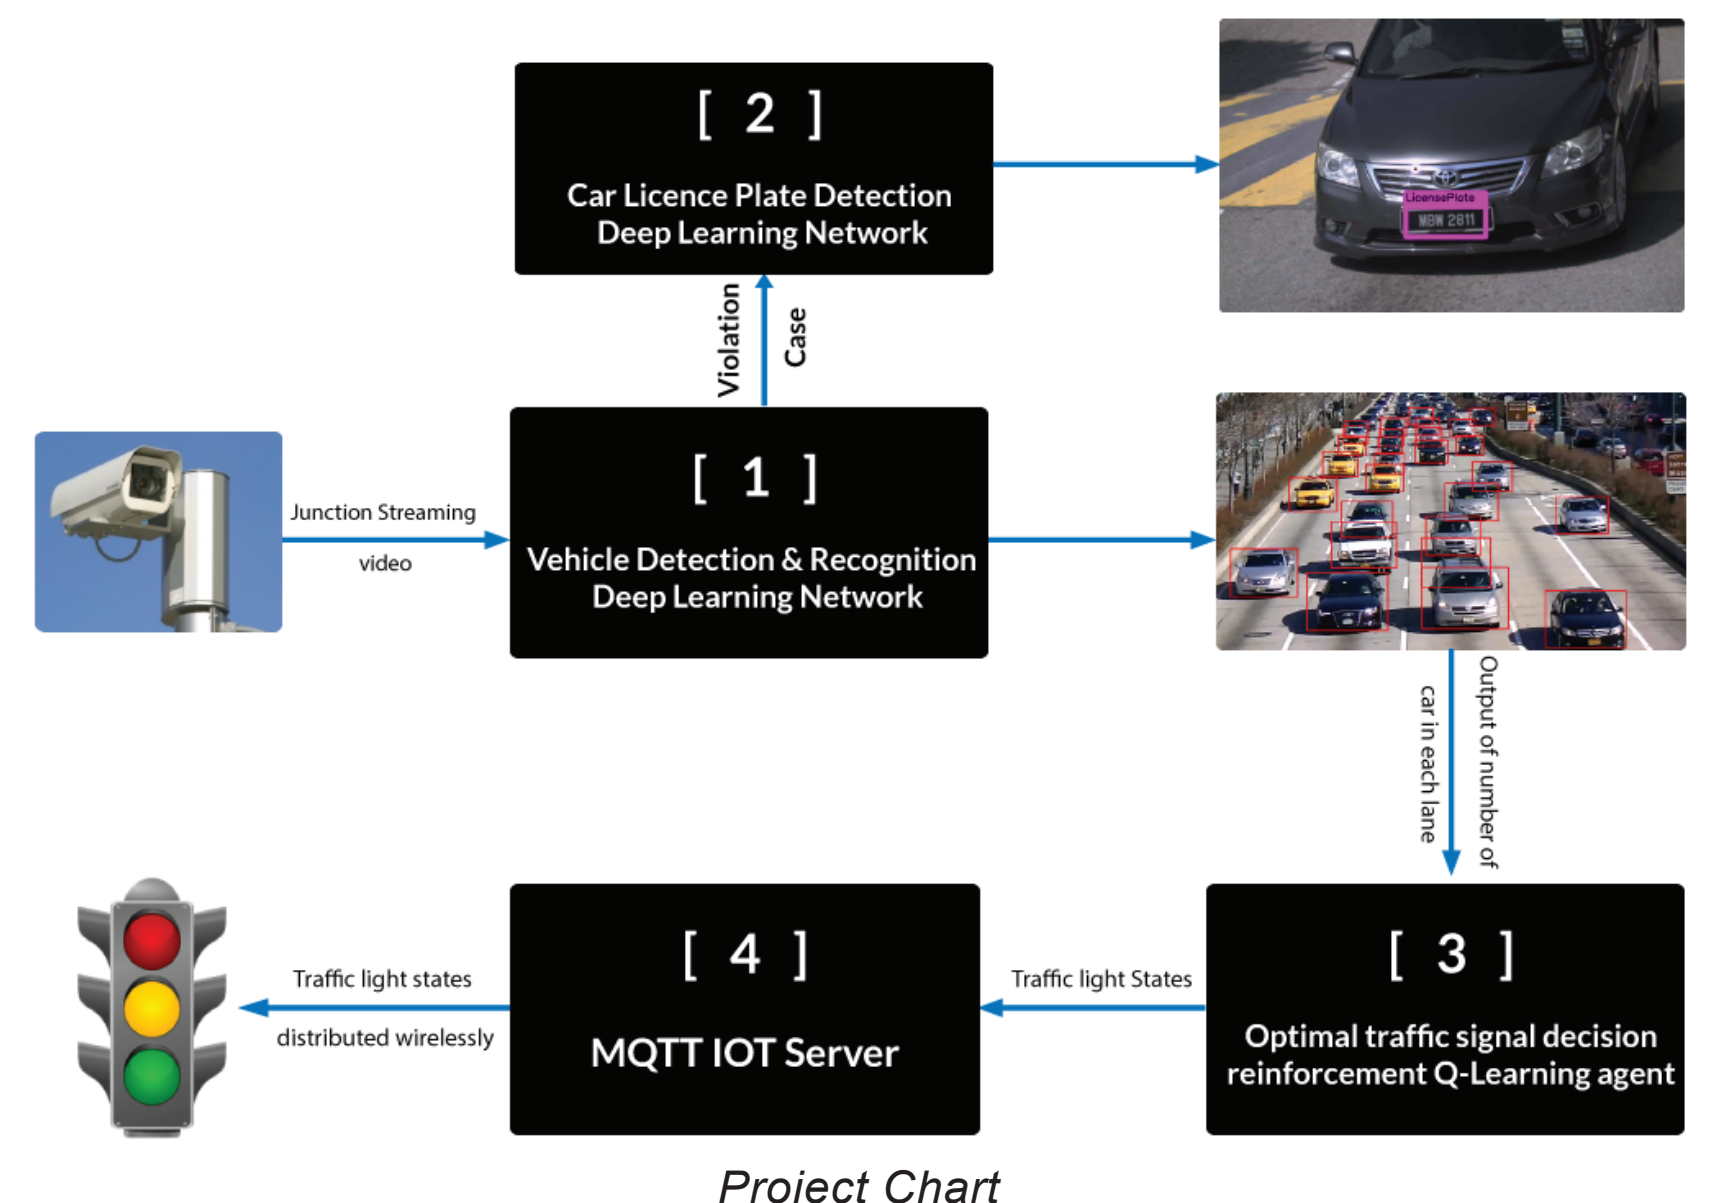 [ 2 ]
Car Licence Plate Detection
Deep Learning Network
LicensePlate
MBW 2811
Violation
Case
[ 1 ]
Vehicle Detection & Recognition
Deep Learning Network
Junction Streaming
video
Output of number of
car in each lane
[ 3 ]
Optimal traffic signal decision
reinforcement Q-Learning agent
Traffic light States
[ 4 ]
MQTT IOT Server
Traffic light states
distributed wirelessly
Project Chart